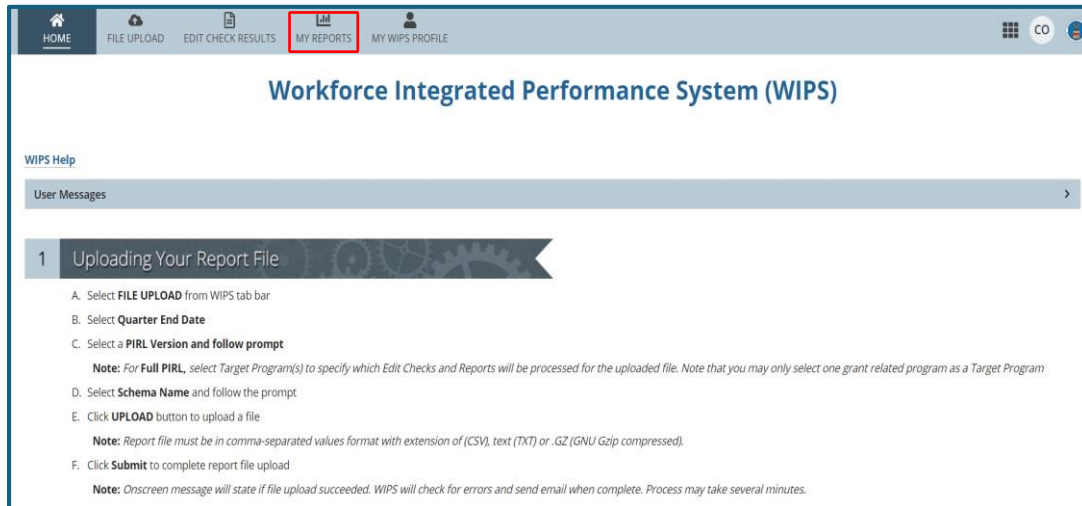 HOME FILE UPLOAD EDIT CHECK RESULTS MY REPORTS MY WIPS PROFILE CO
Workforce Integrated Performance System (WIPS)
WIPS Help
User Messages
1 Uploading Your Report File
A. Select FILE UPLOAD from WIPS tab bar
B. Select Quarter End Date
C. Select a PIRL Version and follow prompt
Note: For Full PIRL, select Target Program(s) to specify which Edit Checks and Reports will be processed for the uploaded file. Note that you may only select one grant related program as a Target Program
D. Select Schema Name and follow the prompt
E. Click UPLOAD button to upload a file
Note: Report file must be in comma-separated values format with extension of (CSV), text (TXT) or .GZ (GNU Gzip compressed).
F. Click Submit to complete report file upload
Note: Onscreen message will state if file upload succeeded. WIPS will check for errors and send email when complete. Process may take several minutes.